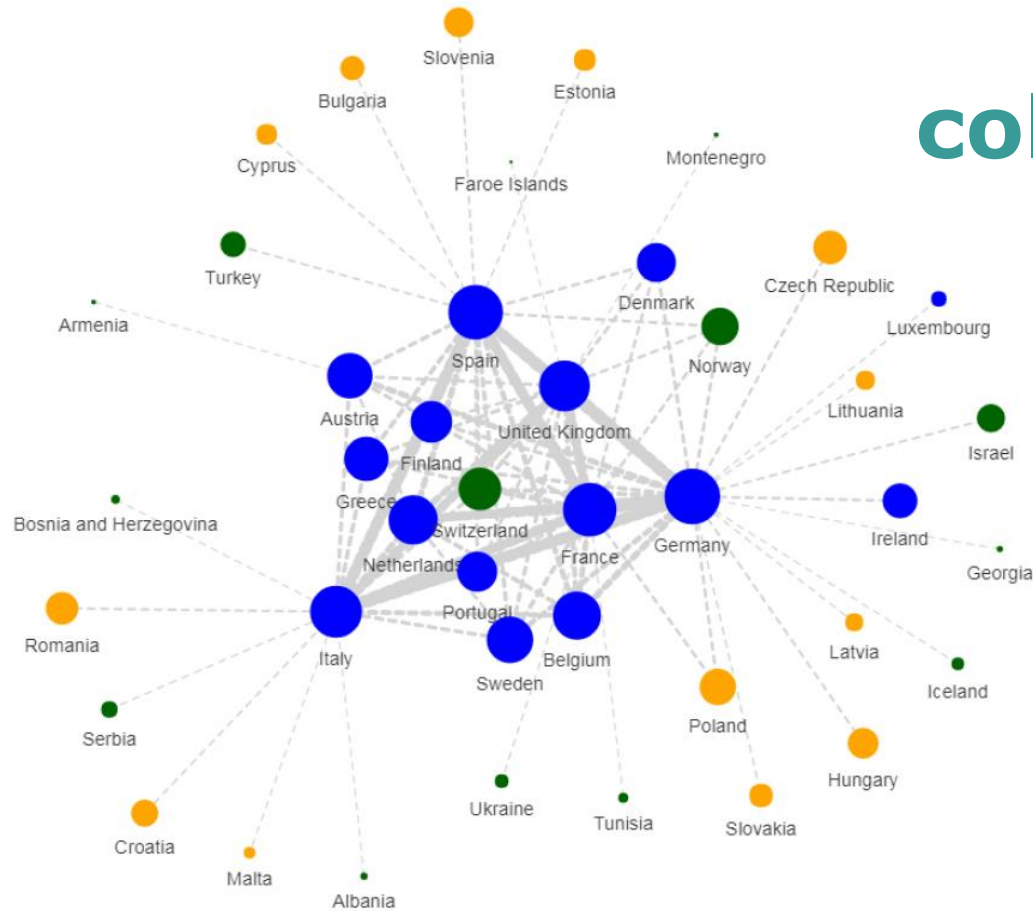 Slovenia
Bulgaria
Estonia
co
Cyprus
Montenegro
Faroe Islands
Turkey
Czech Republic
Denmark
Armenia
Luxembourg
Spain
Norway
Lithuania
Austria
United Kingdom
Finland
Israel
Greece
Bosnia and Herzegovina
Switzerland
Ireland
Germany
France
Netherlands
Georgia
Portugal
Romania
Italy
Belgium
Latvia
Sweden
Iceland
Poland
Serbia
Hungary
Ukraine
Tunisia
Slovakia
Croatia
Malta
Albania